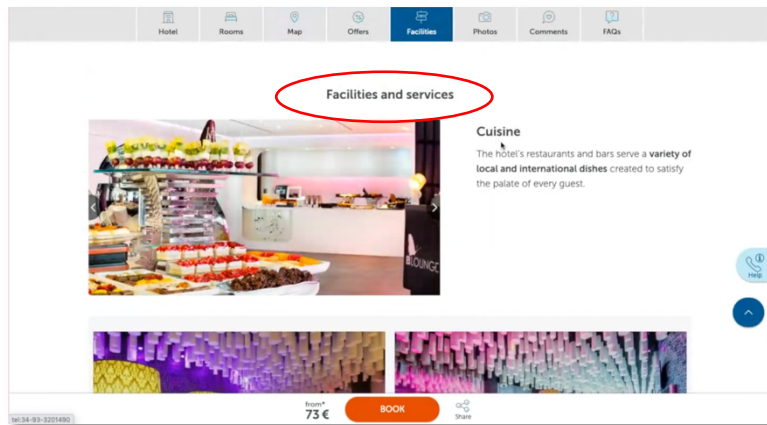 Hotel
Rooms
Map
Offers
Facilities
Photos
Comments
FAQs
Facilities and services
Cuisine
The hotel's restaurants and bars serve a variety of
local and international dishes created to satisfy
the palate of every guest.
BLOUNGE
Help
from*
73 €
BOOK
Share
tel:34-93-3201490